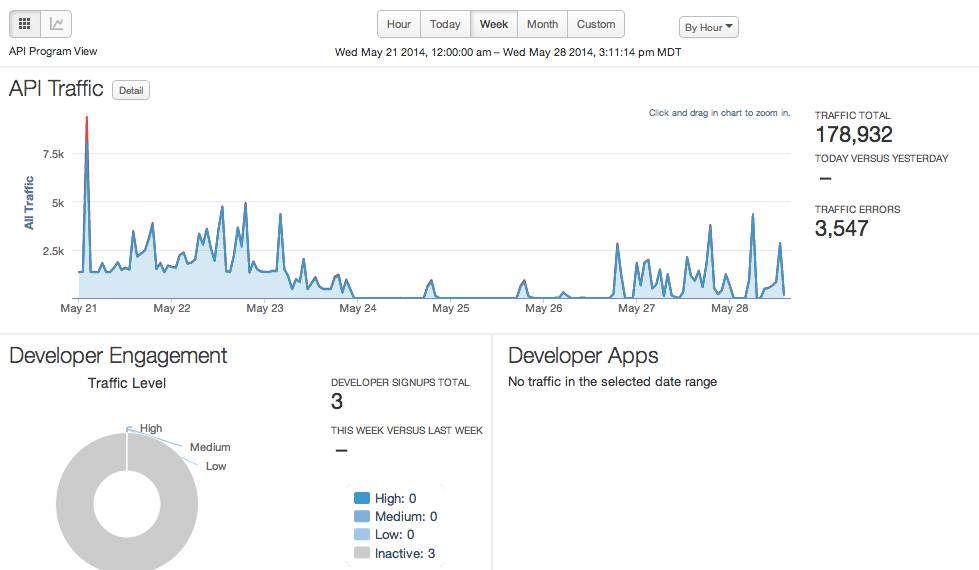 Hour Today Week Month Custom By Hour
API Program View
Wed May 21 2014, 12:00:00 am – Wed May 28 2014, 3:11:14 pm MDT
API Traffic Detail
Click and drag in chart to zoom in.
All Traffic
7.5k
5k
2.5k
May 21 May 22 May 23 May 24 May 25 May 26 May 27 May 28
TRAFFIC TOTAL
178,932
TODAY VERSUS YESTERDAY
–
TRAFFIC ERRORS
3,547
Developer Engagement
Traffic Level
High
Medium
Low
DEVELOPER SIGNUPS TOTAL
3
THIS WEEK VERSUS LAST WEEK
–
High: 0
Medium: 0
Low: 0
Inactive: 3
Developer Apps
No traffic in the selected date range